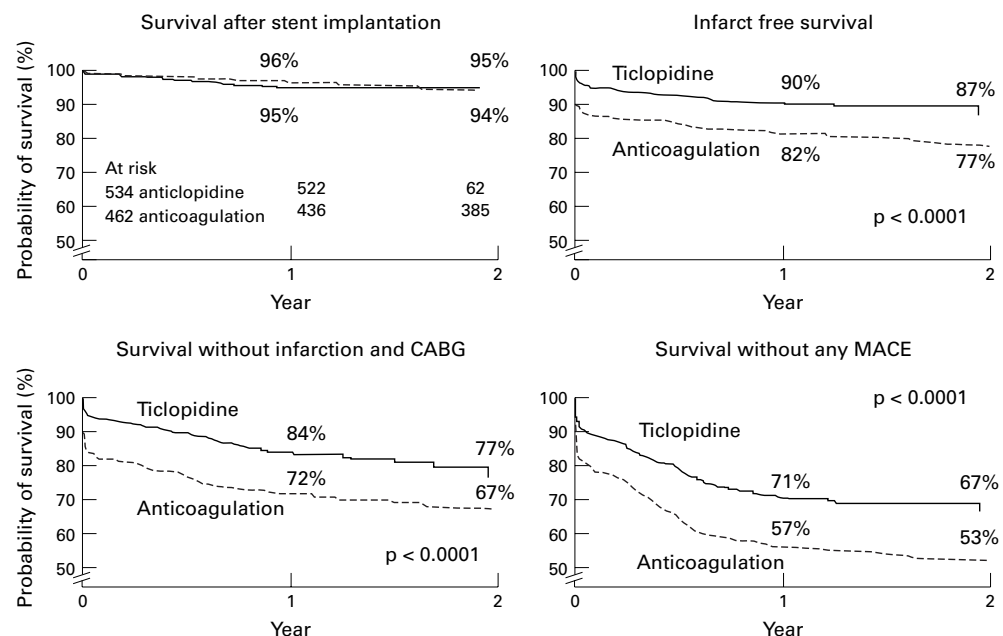 Survival after stent implantation
Probability of survival (%)
100
90
80
70
60
50
96%
95%
95%
94%
At risk
534 anticlopidine 522 62
462 anticoagulation 436 385
0 1 2
Year
Infarct free survival
100
90
80
70
60
50
Ticlopidine
90%
87%
Anticoagulation
82%
77%
p < 0.0001
0 1 2
Year
Survival without infarction and CABG
Probability of survival (%)
100
90
80
70
60
50
Ticlopidine
84%
77%
72%
67%
Anticoagulation
p < 0.0001
0 1 2
Year
Survival without any MACE
100
90
80
70
60
50
p < 0.0001
Ticlopidine
71%
67%
57%
53%
Anticoagulation
0 1 2
Year